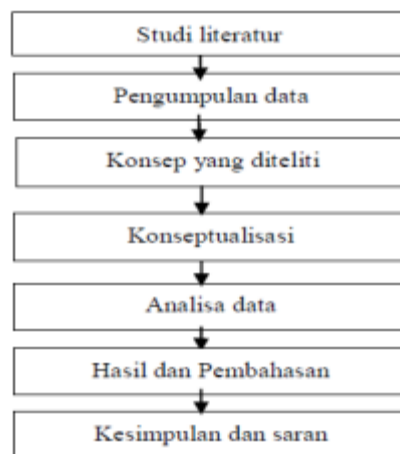 Studi literatur
Pengumpulan data
Konsep yang diteliti
Konseptualisasi
Analisa data
Hasil dan Pembahasan
Kesimpulan dan saran